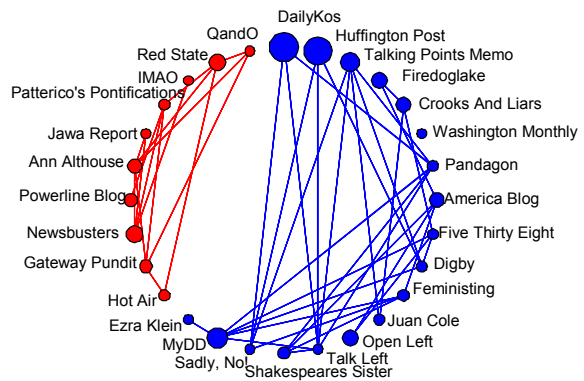 DailyKos
QandO
Huffington Post
Red State
Talking Points Memo
IMAO
Firedoglake
Patterico's Pontifications
Crooks And Liars
Jawa Report
Washington Monthly
Ann Althouse
Pandagon
Powerline Blog
America Blog
Newsbusters
Five Thirty Eight
Gateway Pundit
Digby
Hot Air
Feministing
Ezra Klein
Juan Cole
MyDD
Open Left
Sadly, No!
Talk Left
Shakespeares Sister